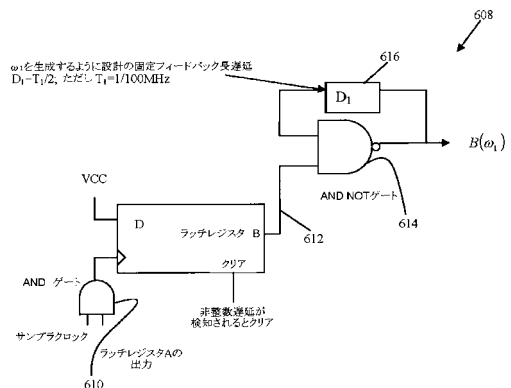 608
ω₁を生成するように設計の固定フィードバック長遅延
D₁=T₁/2; ただし T₁=1/100MHz
616
D₁
B(ω₁)
AND NOTゲート
614
VCC
D
ラッチレジスタ B
612
クリア
AND ゲート
非整数遅延が
検知されるとクリア
サンプラクロック
ラッチレジスタAの
出力
610